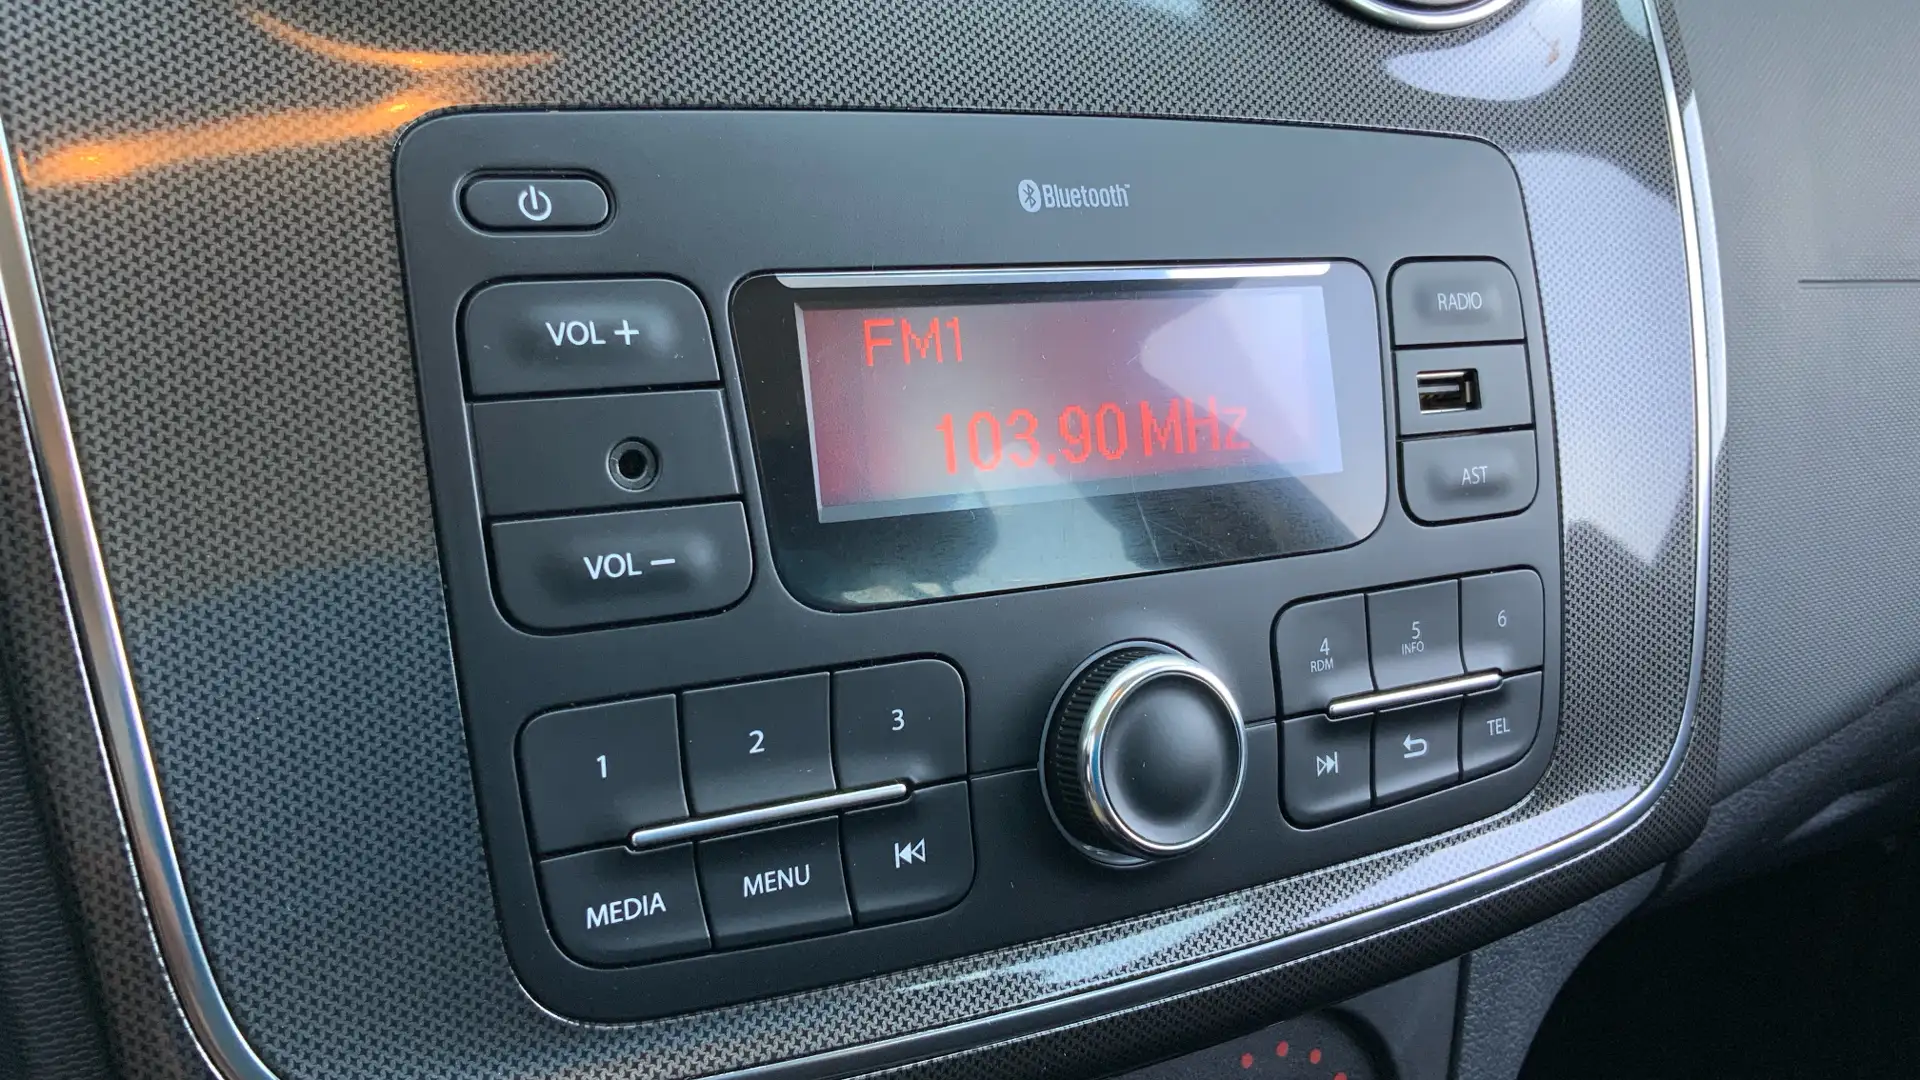 Bluetooth™
VOL +
FM1
RADIO
103.90 MHz
AST
VOL –
4
RDM
5
INFO
6
1
2
3
TEL
MEDIA
MENU